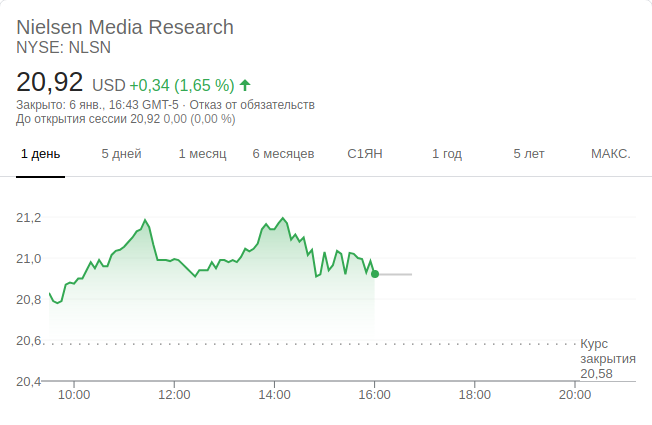 Nielsen Media Research
NYSE: NLSN
20,92 USD +0,34 (1,65 %)
Закрыто: 6 янв., 16:43 GMT-5 · Отказ от обязательств
До открытия сессии 20,92 0,00 (0,00 %)
1 день 5 дней 1 месяц 6 месяцев С1ЯН 1 год 5 лет МАКС.
21,2
21,0
20,8
20,6
Курс
закрытия
20,58
20,4
10:00 12:00 14:00 16:00 18:00 20:00